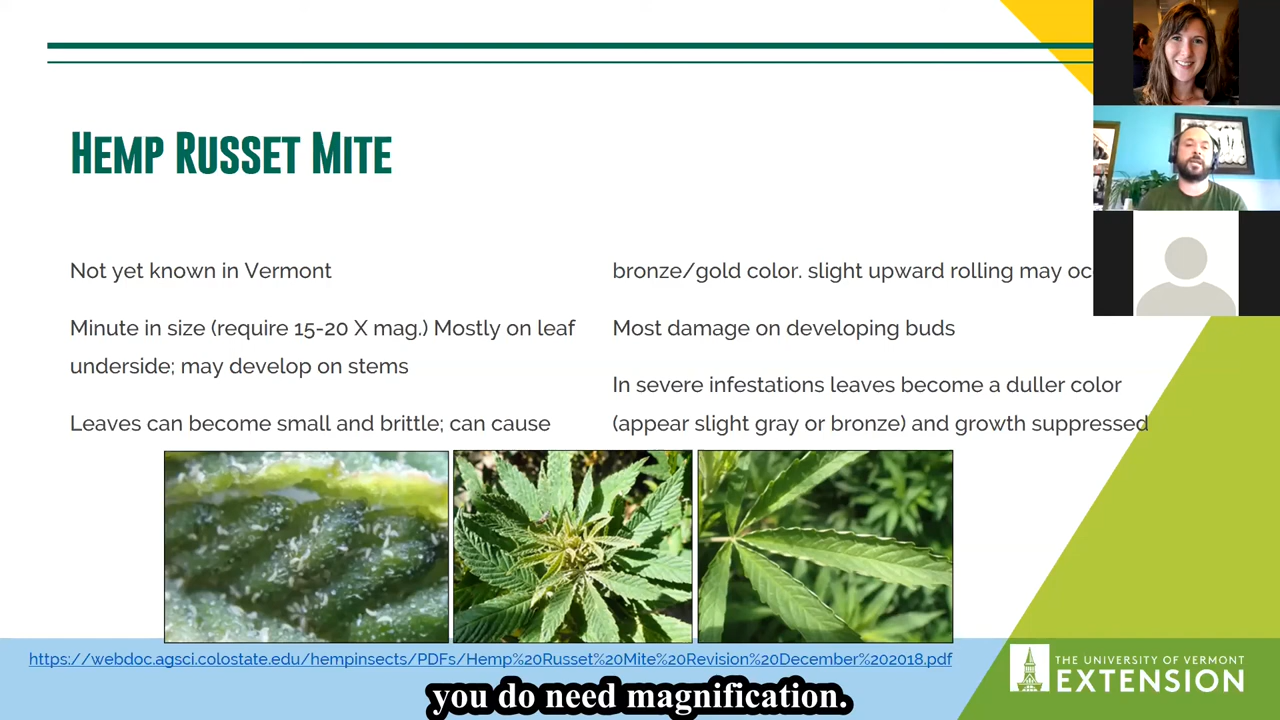 HEMP RUSSET MITE
Not yet known in Vermont
Minute in size (require 15-20 X mag.) Mostly on leaf
underside; may develop on stems
Leaves can become small and brittle; can cause
bronze/gold color. slight upward rolling may
Most damage on developing buds
In severe infestations leaves become a duller color
(appear slight gray or bronze) and growth suppressed
https://webdoc.agsci.colostate.edu/hempinsects/PDFs/Hemp%20Russet%20Mite%20Revision%20December%202018.pdf
THE UNIVERSITY OF VERMONT
EXTENSION
you do need magnification.